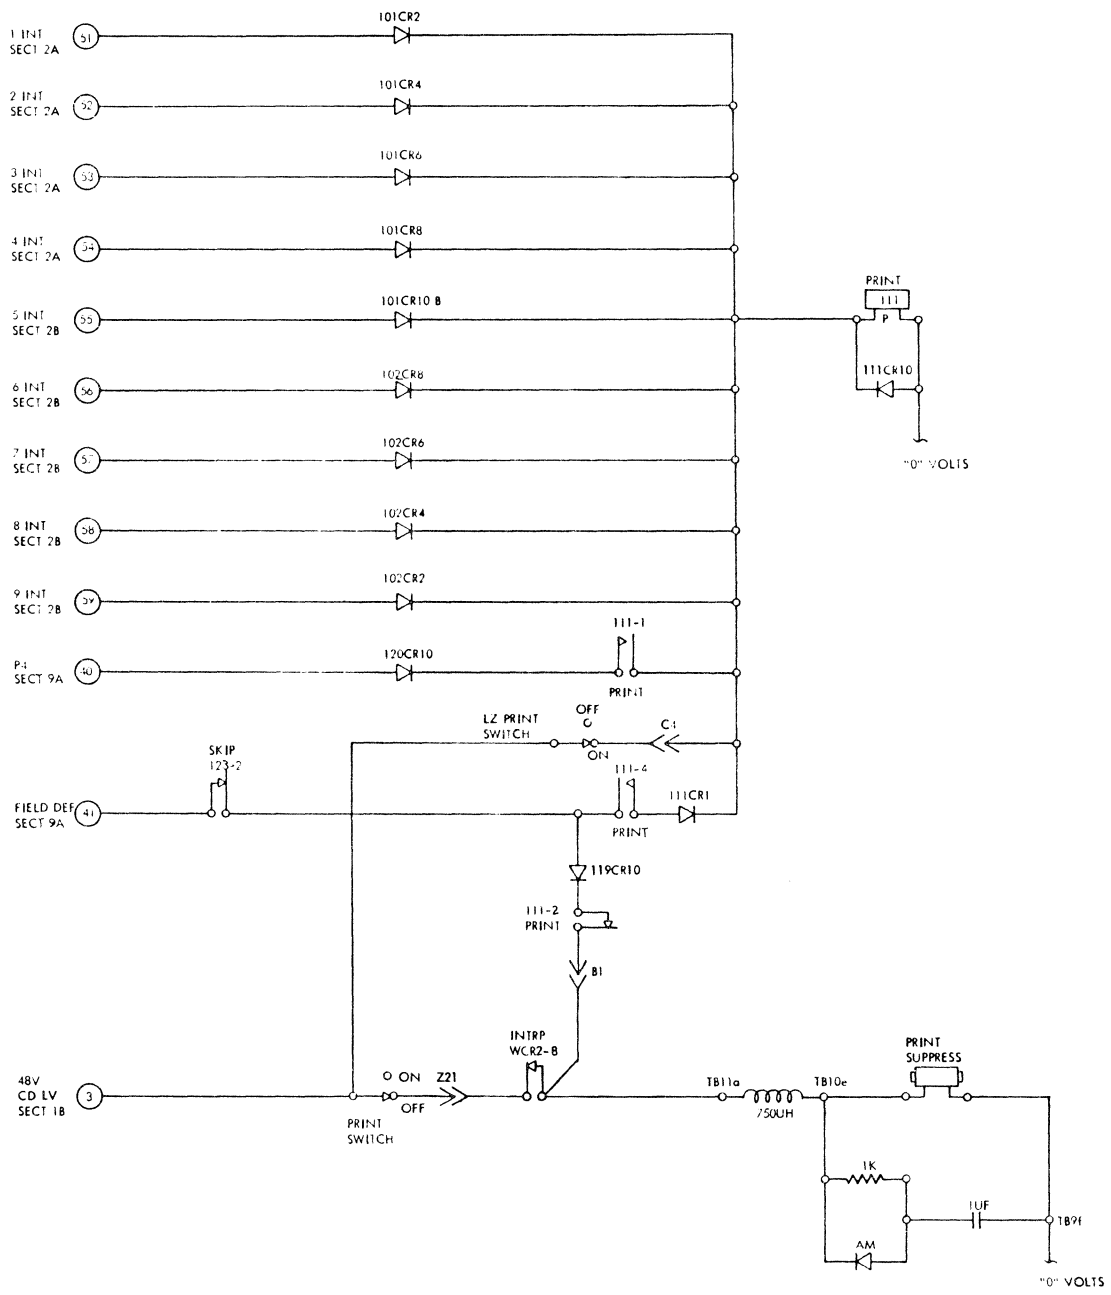 101CR2
1 INT
SECT 2A
51
101CR4
2 INT
SECT 2A
52
101CR6
3 INT
SECT 2A
53
101CR8
4 INT
SECT 2A
54
101CR10 B
5 INT
SECT 2B
55
PRINT
111
P
111CR10
"0" VOLTS
102CR8
6 INT
SECT 2B
56
102CR6
7 INT
SECT 2B
57
102CR4
8 INT
SECT 2B
58
102CR2
9 INT
SECT 2B
59
111-1
120CR10
P4
SECT 9A
40
PRINT
OFF
LZ PRINT
SWITCH
C4
ON
SKIP
123-2
111-4
111CR1
FIELD DEF
SECT 9A
41
PRINT
119CR10
111-2
PRINT
B1
INTRP
WCR2-B
PRINT
SUPPRESS
48V
CD LV
SECT 1B
3
ON
OFF
Z21
PRINT
SWITCH
TB11a
TB10e
750UH
1K
1UF
TB9f
AM
"0" VOLTS